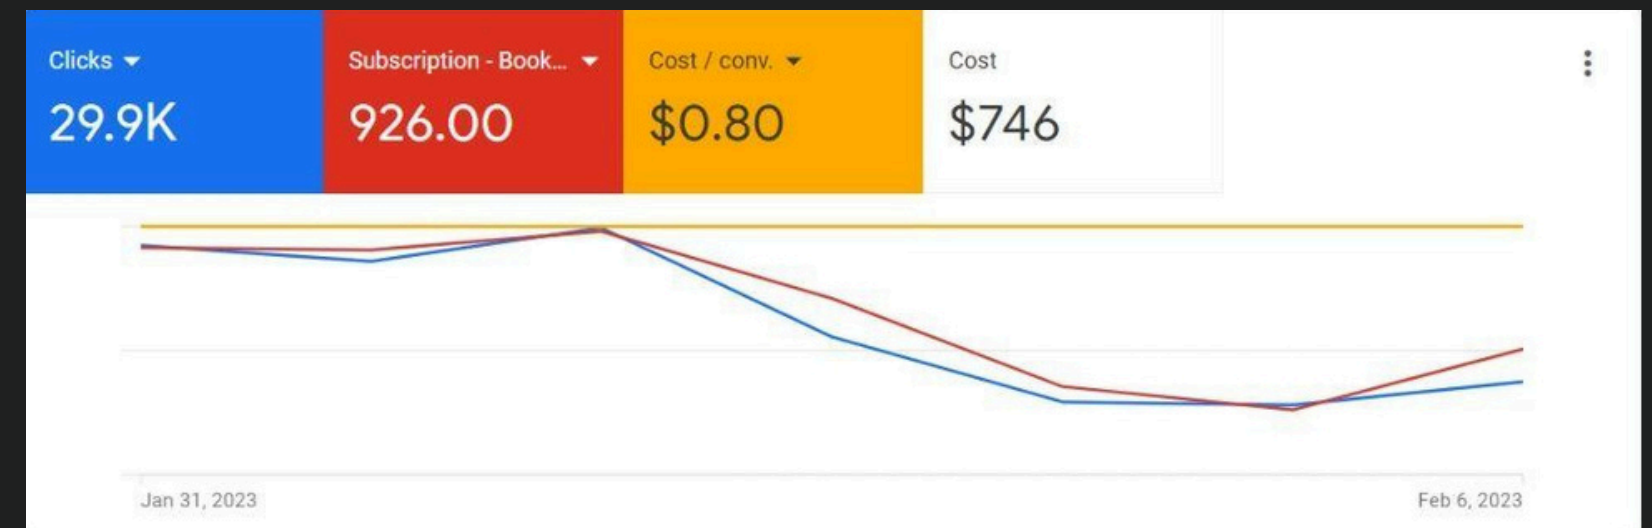 Clicks
Subscription - Book...
Cost / conv.
Cost
29.9K
926.00
$0.80
$746
Jan 31, 2023
Feb 6, 2023